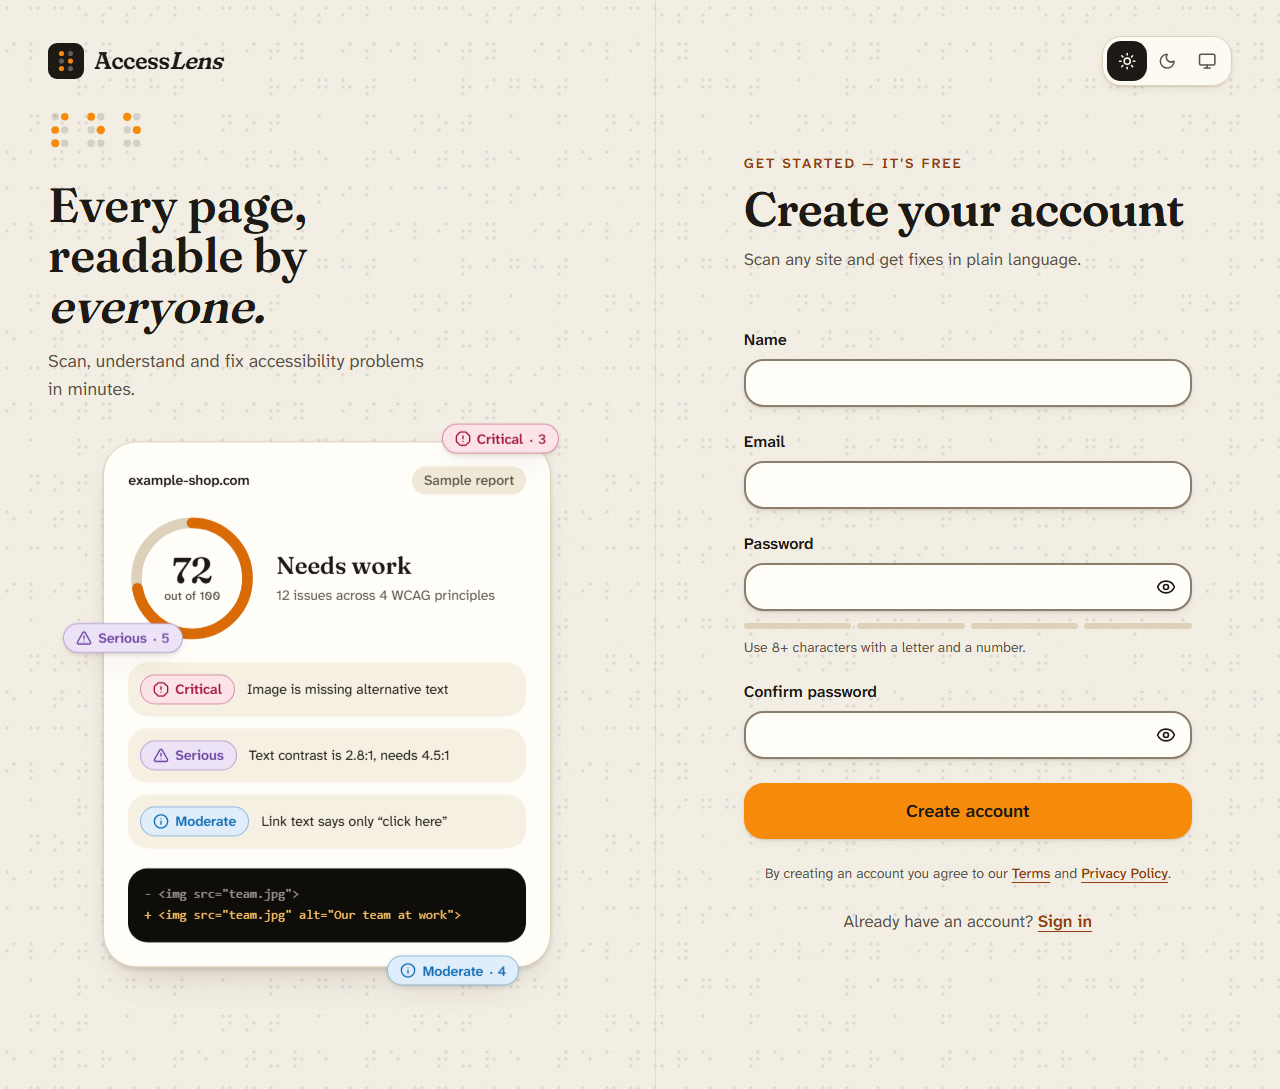 AccessLens
Every page,
readable by
everyone.
Scan, understand and fix accessibility problems
in minutes.
Critical · 3
example-shop.com
Sample report
72
out of 100
Needs work
12 issues across 4 WCAG principles
Serious · 5
Critical
Image is missing alternative text
Serious
Text contrast is 2.8:1, needs 4.5:1
Moderate
Link text says only “click here”
- <img src="team.jpg">
+ <img src="team.jpg" alt="Our team at work">
Moderate · 4
GET STARTED — IT'S FREE
Create your account
Scan any site and get fixes in plain language.
Name
Email
Password
Use 8+ characters with a letter and a number.
Confirm password
Create account
By creating an account you agree to our Terms and Privacy Policy.
Already have an account? Sign in